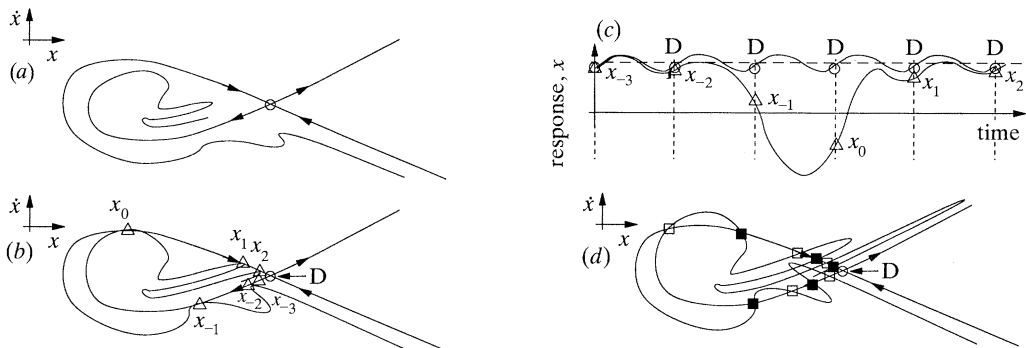 ẋ
x
(a)
ẋ
x
(b)
x₀
x₁
x₂
D
x₋₂
x₋₃
x₋₁
(c)
response, x
D D D D D
x₋₃
x₋₂
x₋₁
x₀
x₁
x₂
time
ẋ
x
(d)
D